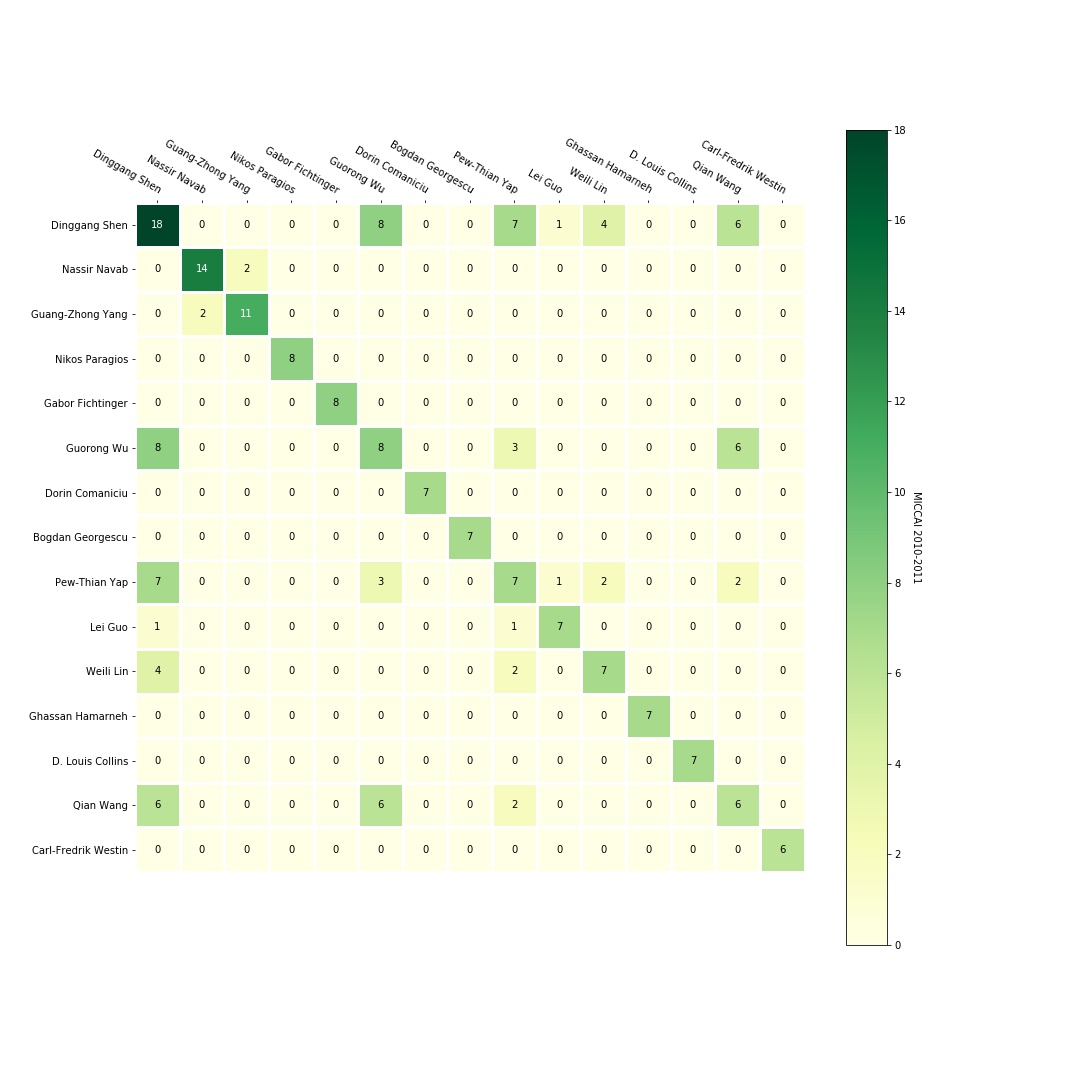 Dinggang Shen
Nassir Navab
Guang-Zhong Yang
Nikos Paragios
Gabor Fichtinger
Guorong Wu
Dorin Comaniciu
Bogdan Georgescu
Pew-Thian Yap
Lei Guo
Weili Lin
Ghassan Hamarneh
D. Louis Collins
Qian Wang
Carl-Fredrik Westin
Dinggang Shen 18 0 0 0 0 8 0 0 7 1 4 0 0 6 0
Nassir Navab 0 14 2 0 0 0 0 0 0 0 0 0 0 0 0
Guang-Zhong Yang 0 2 11 0 0 0 0 0 0 0 0 0 0 0 0
Nikos Paragios 0 0 0 8 0 0 0 0 0 0 0 0 0 0 0
Gabor Fichtinger 0 0 0 0 8 0 0 0 0 0 0 0 0 0 0
Guorong Wu 8 0 0 0 0 8 0 0 3 0 0 0 0 6 0
Dorin Comaniciu 0 0 0 0 0 0 7 0 0 0 0 0 0 0 0
Bogdan Georgescu 0 0 0 0 0 0 0 7 0 0 0 0 0 0 0
Pew-Thian Yap 7 0 0 0 0 3 0 0 7 1 2 0 0 2 0
Lei Guo 1 0 0 0 0 0 0 0 1 7 0 0 0 0 0
Weili Lin 4 0 0 0 0 0 0 0 2 0 7 0 0 0 0
Ghassan Hamarneh 0 0 0 0 0 0 0 0 0 0 0 7 0 0 0
D. Louis Collins 0 0 0 0 0 0 0 0 0 0 0 0 7 0 0
Qian Wang 6 0 0 0 0 6 0 0 2 0 0 0 0 6 0
Carl-Fredrik Westin 0 0 0 0 0 0 0 0 0 0 0 0 0 0 6
18
16
14
12
10
8
6
4
2
0
MICCAI 2010-2011